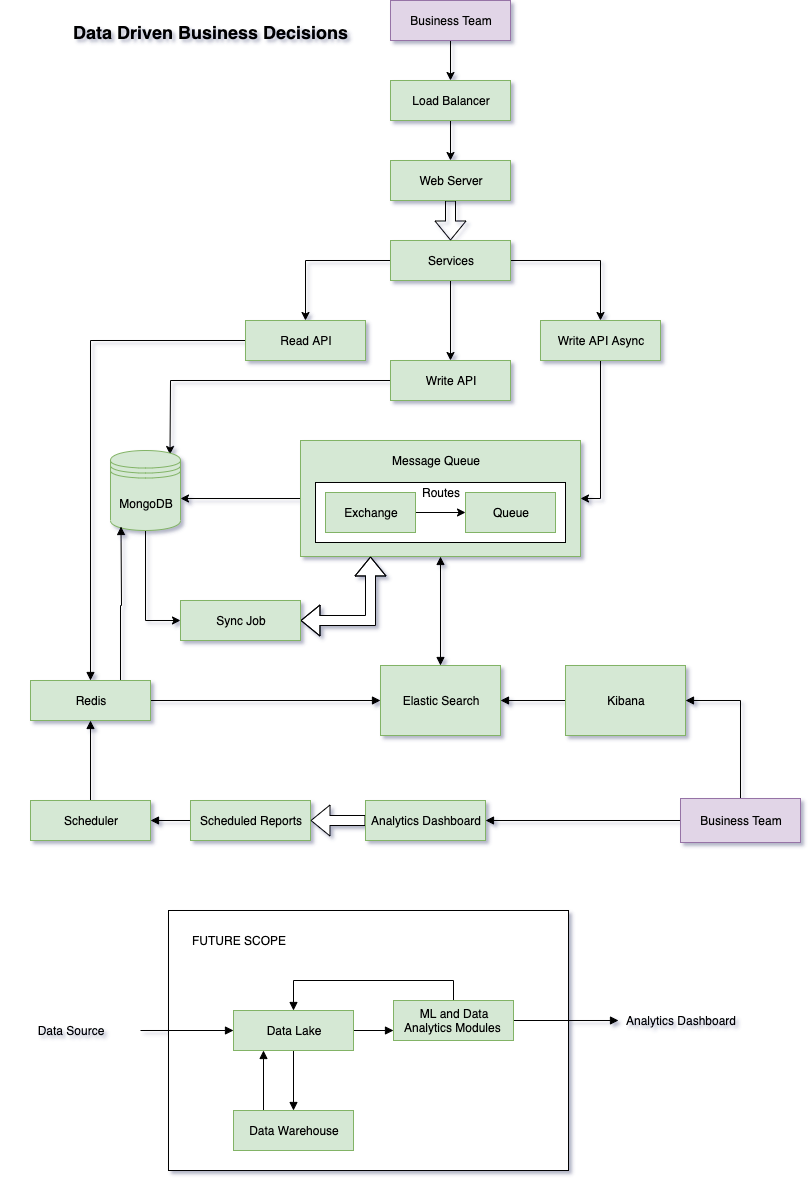 Business Team
Data Driven Business Decisions
Load Balancer
Web Server
Services
Read API
Write API Async
Write API
Message Queue
Routes
MongoDB
Exchange
Queue
Sync Job
Redis
Elastic Search
Kibana
Scheduler
Scheduled Reports
Analytics Dashboard
Business Team
FUTURE SCOPE
ML and Data
Analytics Modules
Data Source
Data Lake
Analytics Dashboard
Data Warehouse